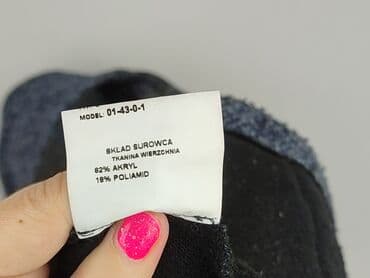 MODEL: 01-43-0-1
SKŁAD SUROWCA
TKANINA WIERZCHNIA
82% AKRYL
18% POLIAMID